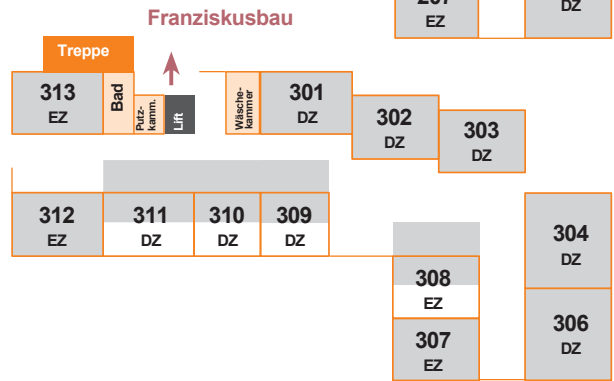 Franziskusbau
EZ
DZ
Treppe
313
EZ
Bad
Putz-
kamm.
Lift
Wäsche-
kammer
301
DZ
302
DZ
303
DZ
312
EZ
311
DZ
310
DZ
309
DZ
304
DZ
308
EZ
307
EZ
306
DZ